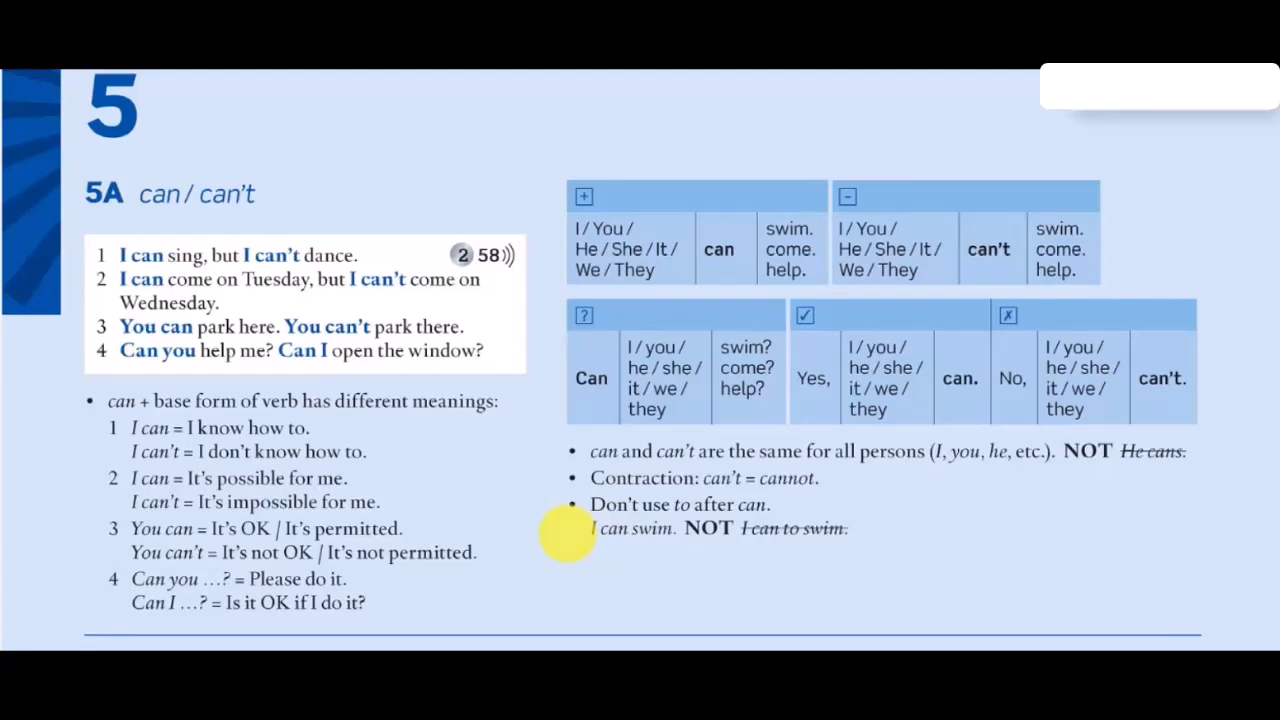 5
5A can / can't
1 I can sing, but I can't dance. 2 58
2 I can come on Tuesday, but I can't come on
Wednesday.
3 You can park here. You can't park there.
4 Can you help me? Can I open the window?
• can + base form of verb has different meanings:
1 I can = I know how to.
I can't = I don't know how to.
2 I can = It's possible for me.
I can't = It's impossible for me.
3 You can = It's OK / It's permitted.
You can't = It's not OK / It's not permitted.
4 Can you …? = Please do it.
Can I …? = Is it OK if I do it?
+
I / You /
He / She / It /
We / They
can
swim.
come.
help.
-
I / You /
He / She / It /
We / They
can't
swim.
come.
help.
?
Can
I / you /
he / she /
it / we /
they
swim?
come?
help?
✓
Yes,
I / you /
he / she /
it / we /
they
can.
✗
No,
I / you /
he / she /
it / we /
they
can't.
• can and can't are the same for all persons (I, you, he, etc.). NOT He cans.
• Contraction: can't = cannot.
• Don't use to after can.
I can swim. NOT I can to swim.